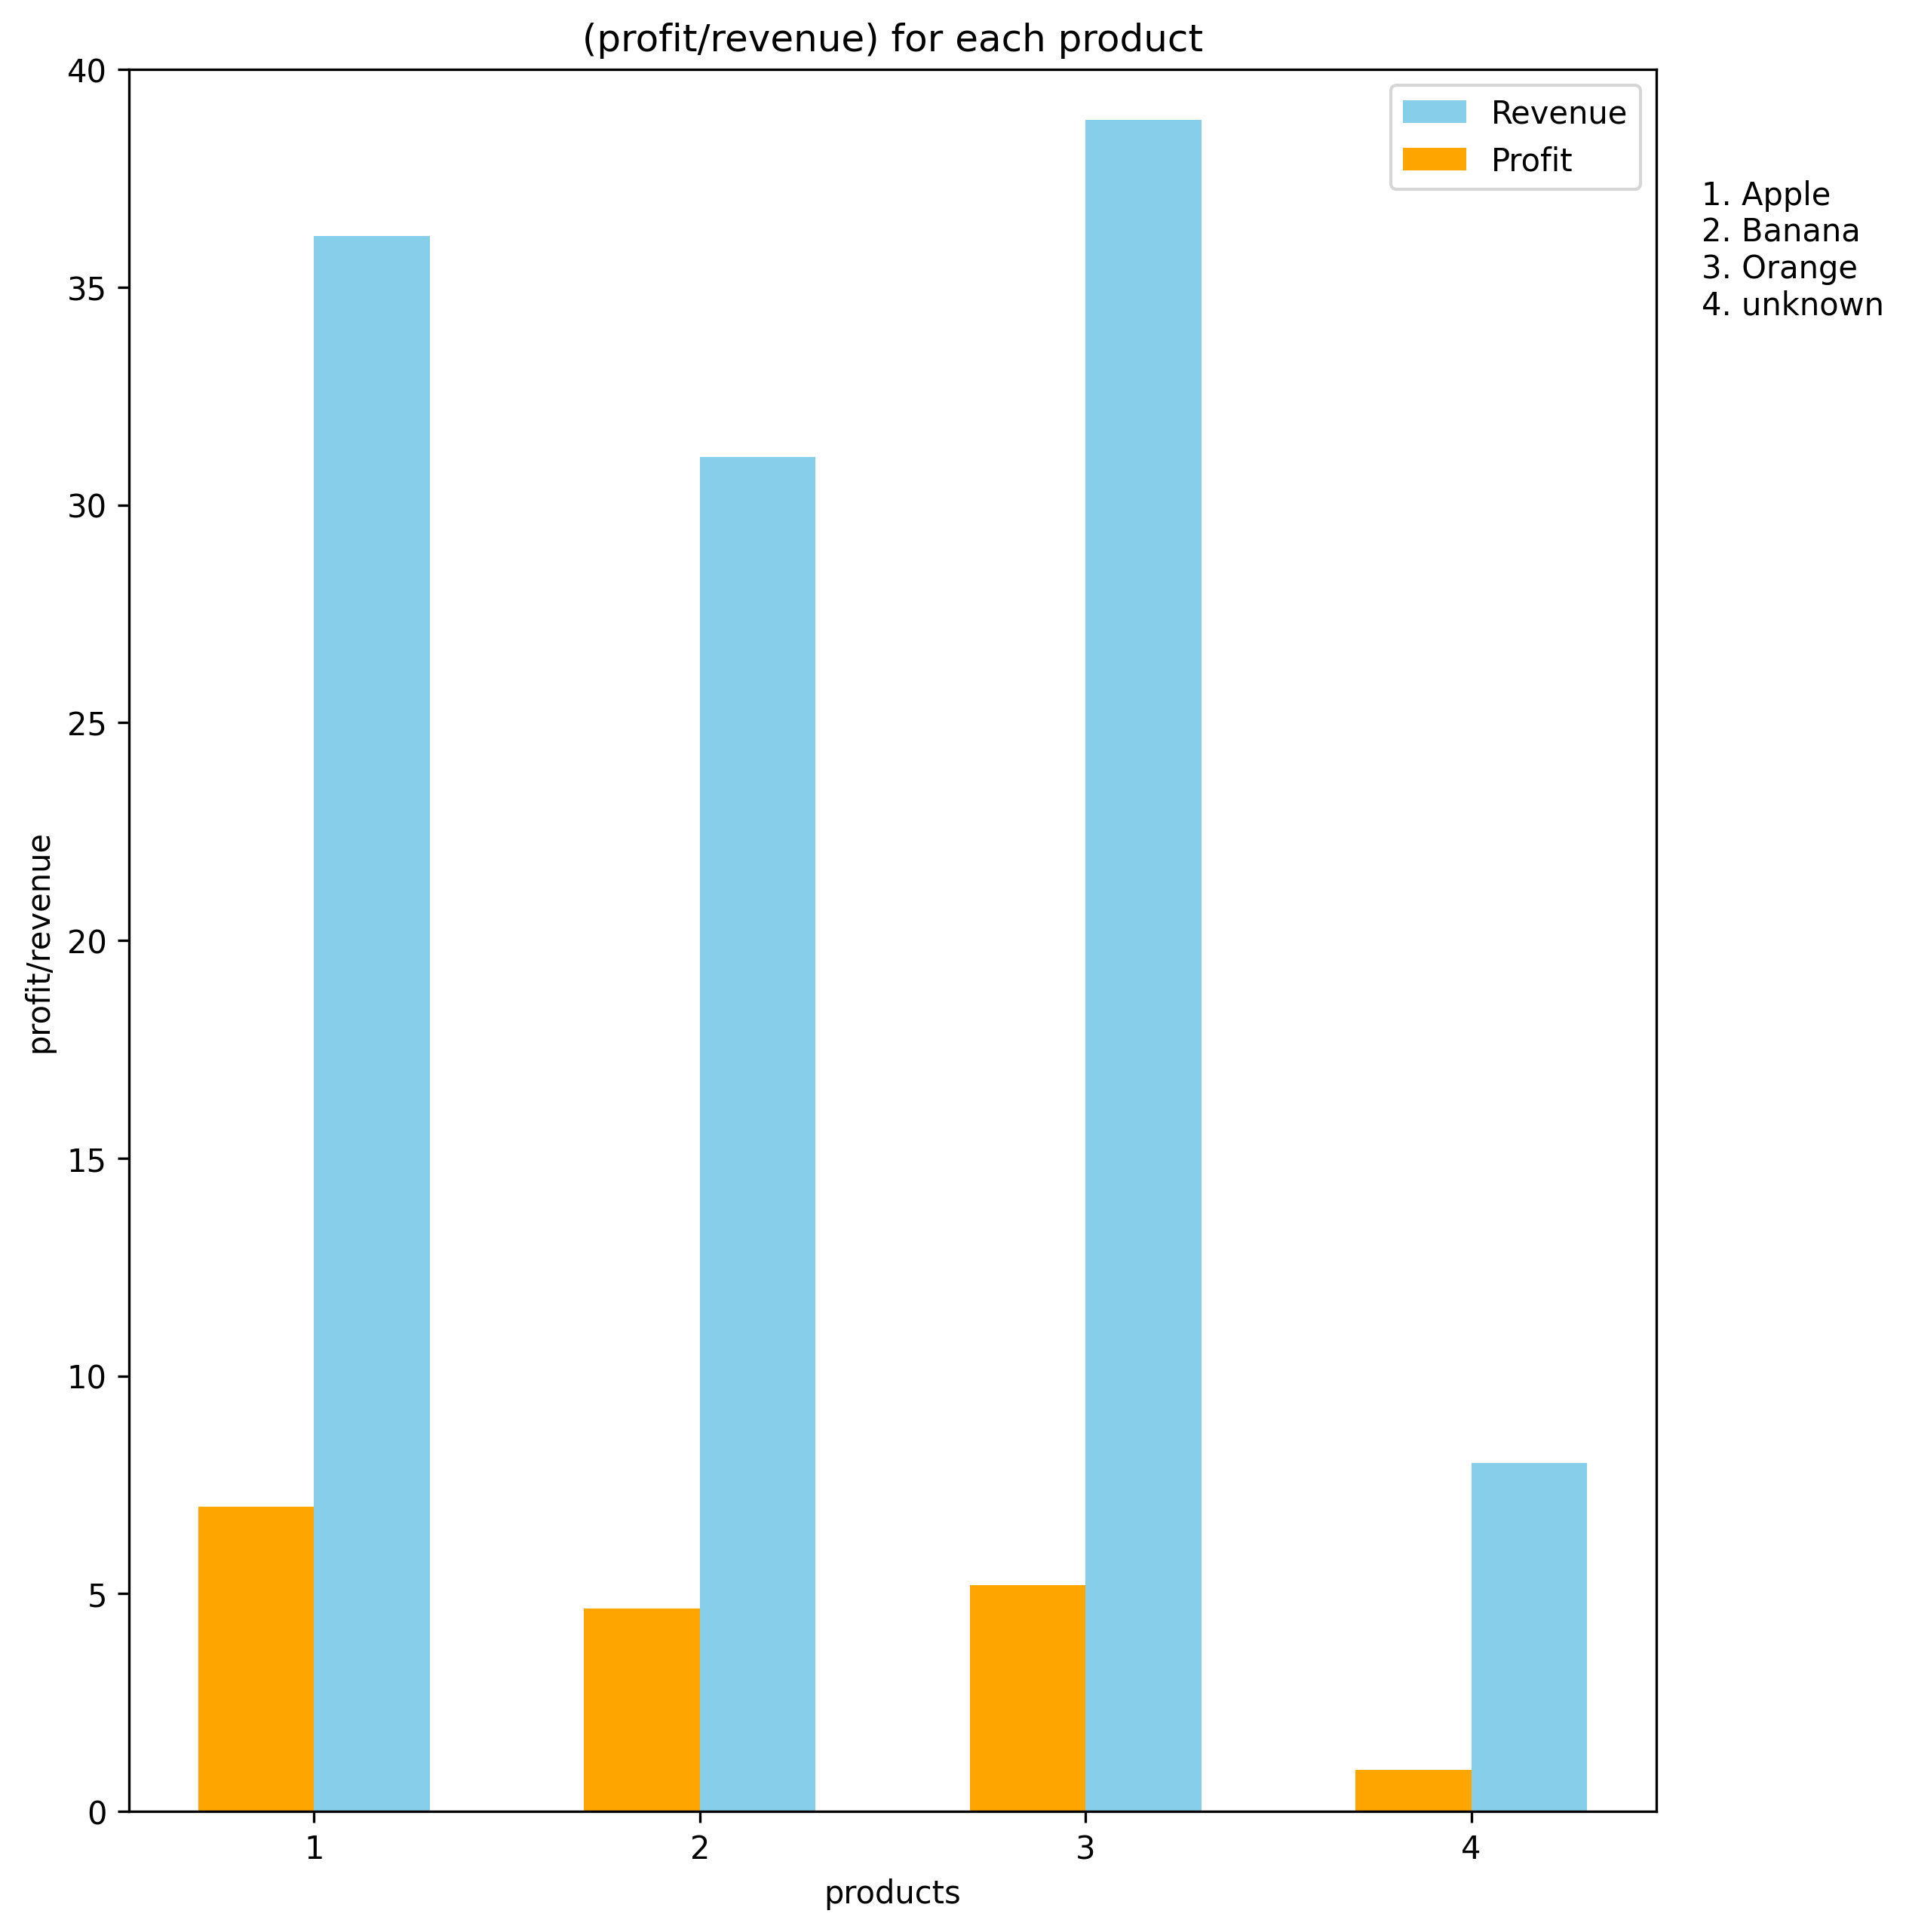 (profit/revenue) for each product
40
35
30
25
20
15
10
5
0
profit/revenue
Revenue
Profit
1. Apple
2. Banana
3. Orange
4. unknown
1 2 3 4
products